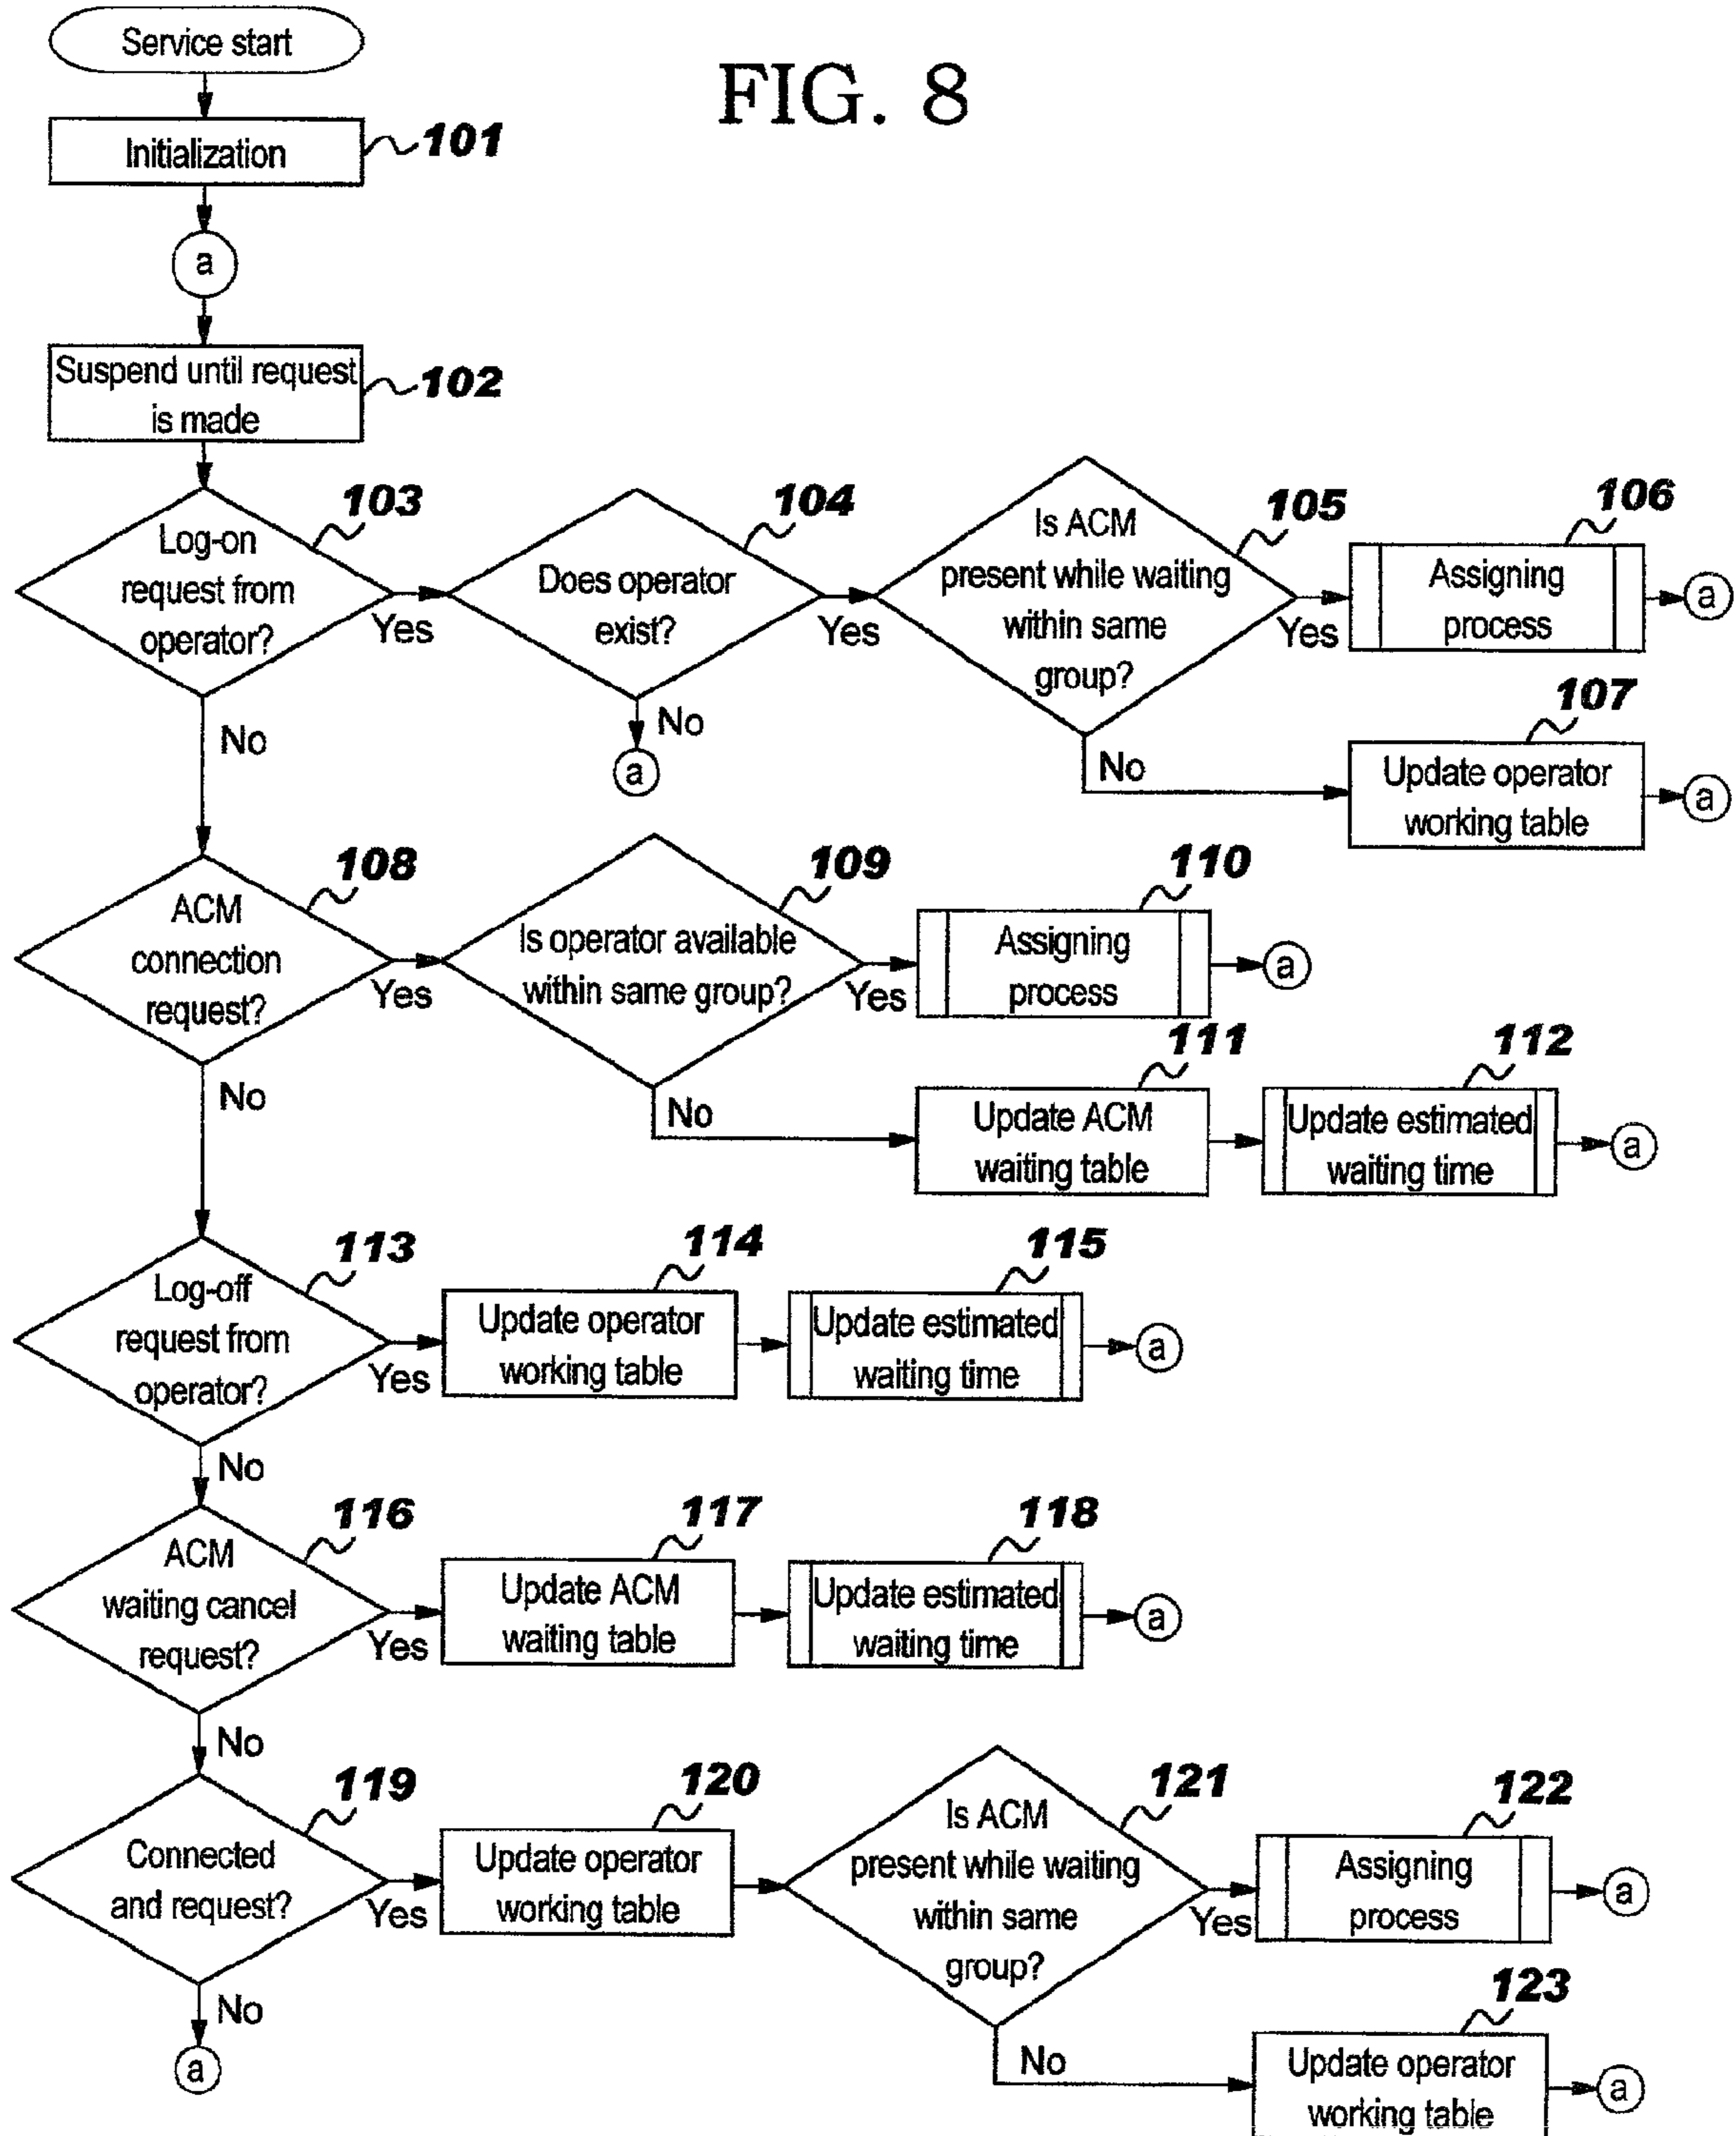 FIG. 8
Service start
Initialization
101
a
Suspend until request
is made
102
Log-on
request from
operator?
103
Yes
Does operator
exist?
104
Yes
Is ACM
present while waiting
within same
group?
105
Yes
Assigning
process
106
a
No
a
No
Update operator
working table
107
a
No
ACM
connection
request?
108
Yes
Is operator available
within same group?
109
Yes
Assigning
process
110
a
No
Update ACM
waiting table
111
Update estimated
waiting time
112
a
No
Log-off
request from
operator?
113
Yes
Update operator
working table
114
Update estimated
waiting time
115
a
No
ACM
waiting cancel
request?
116
Yes
Update ACM
waiting table
117
Update estimated
waiting time
118
a
No
Connected
and request?
119
Yes
Update operator
working table
120
Is ACM
present while waiting
within same
group?
121
Yes
Assigning
process
122
a
No
Update operator
working table
123
a
No
a